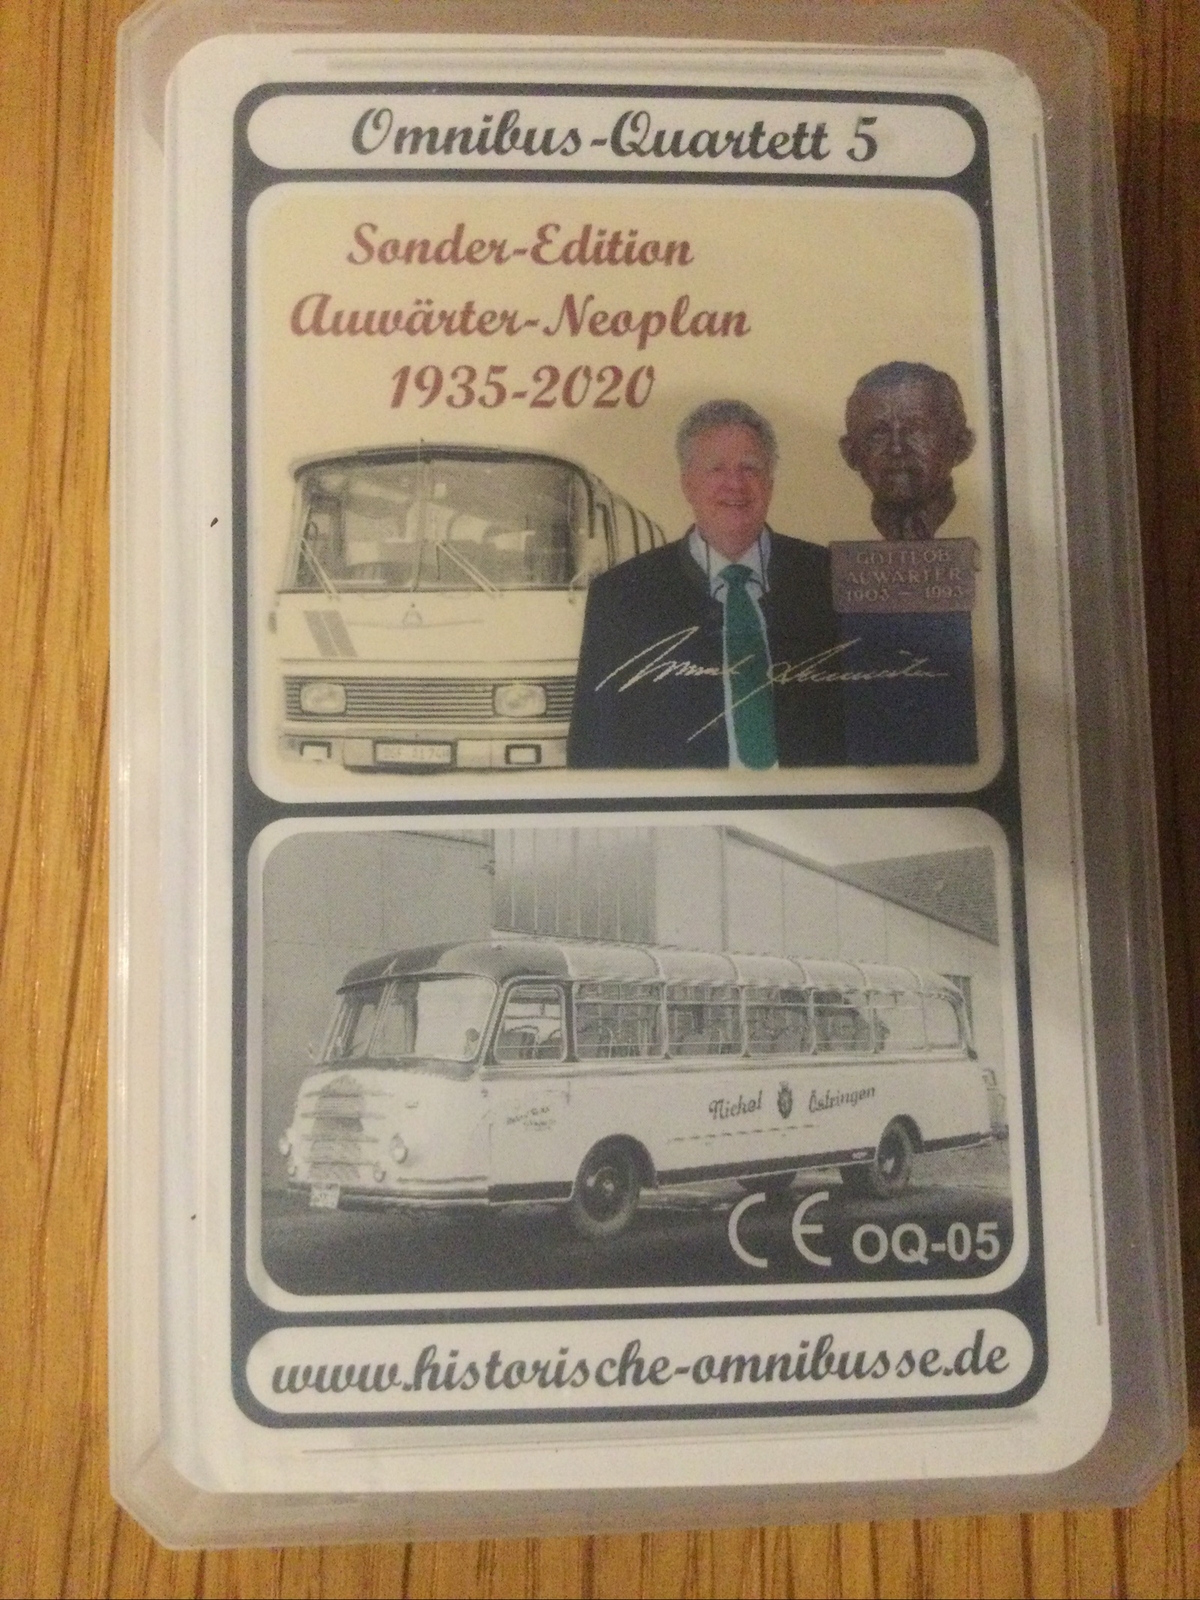 Omnibus-Quartett 5
Sonder-Edition
Auwärter-Neoplan
1935-2020
GOTTLOB
AUWÄRTER
1903 - 1993
Nickel Östringen
CE OQ-05
www.historische-omnibusse.de